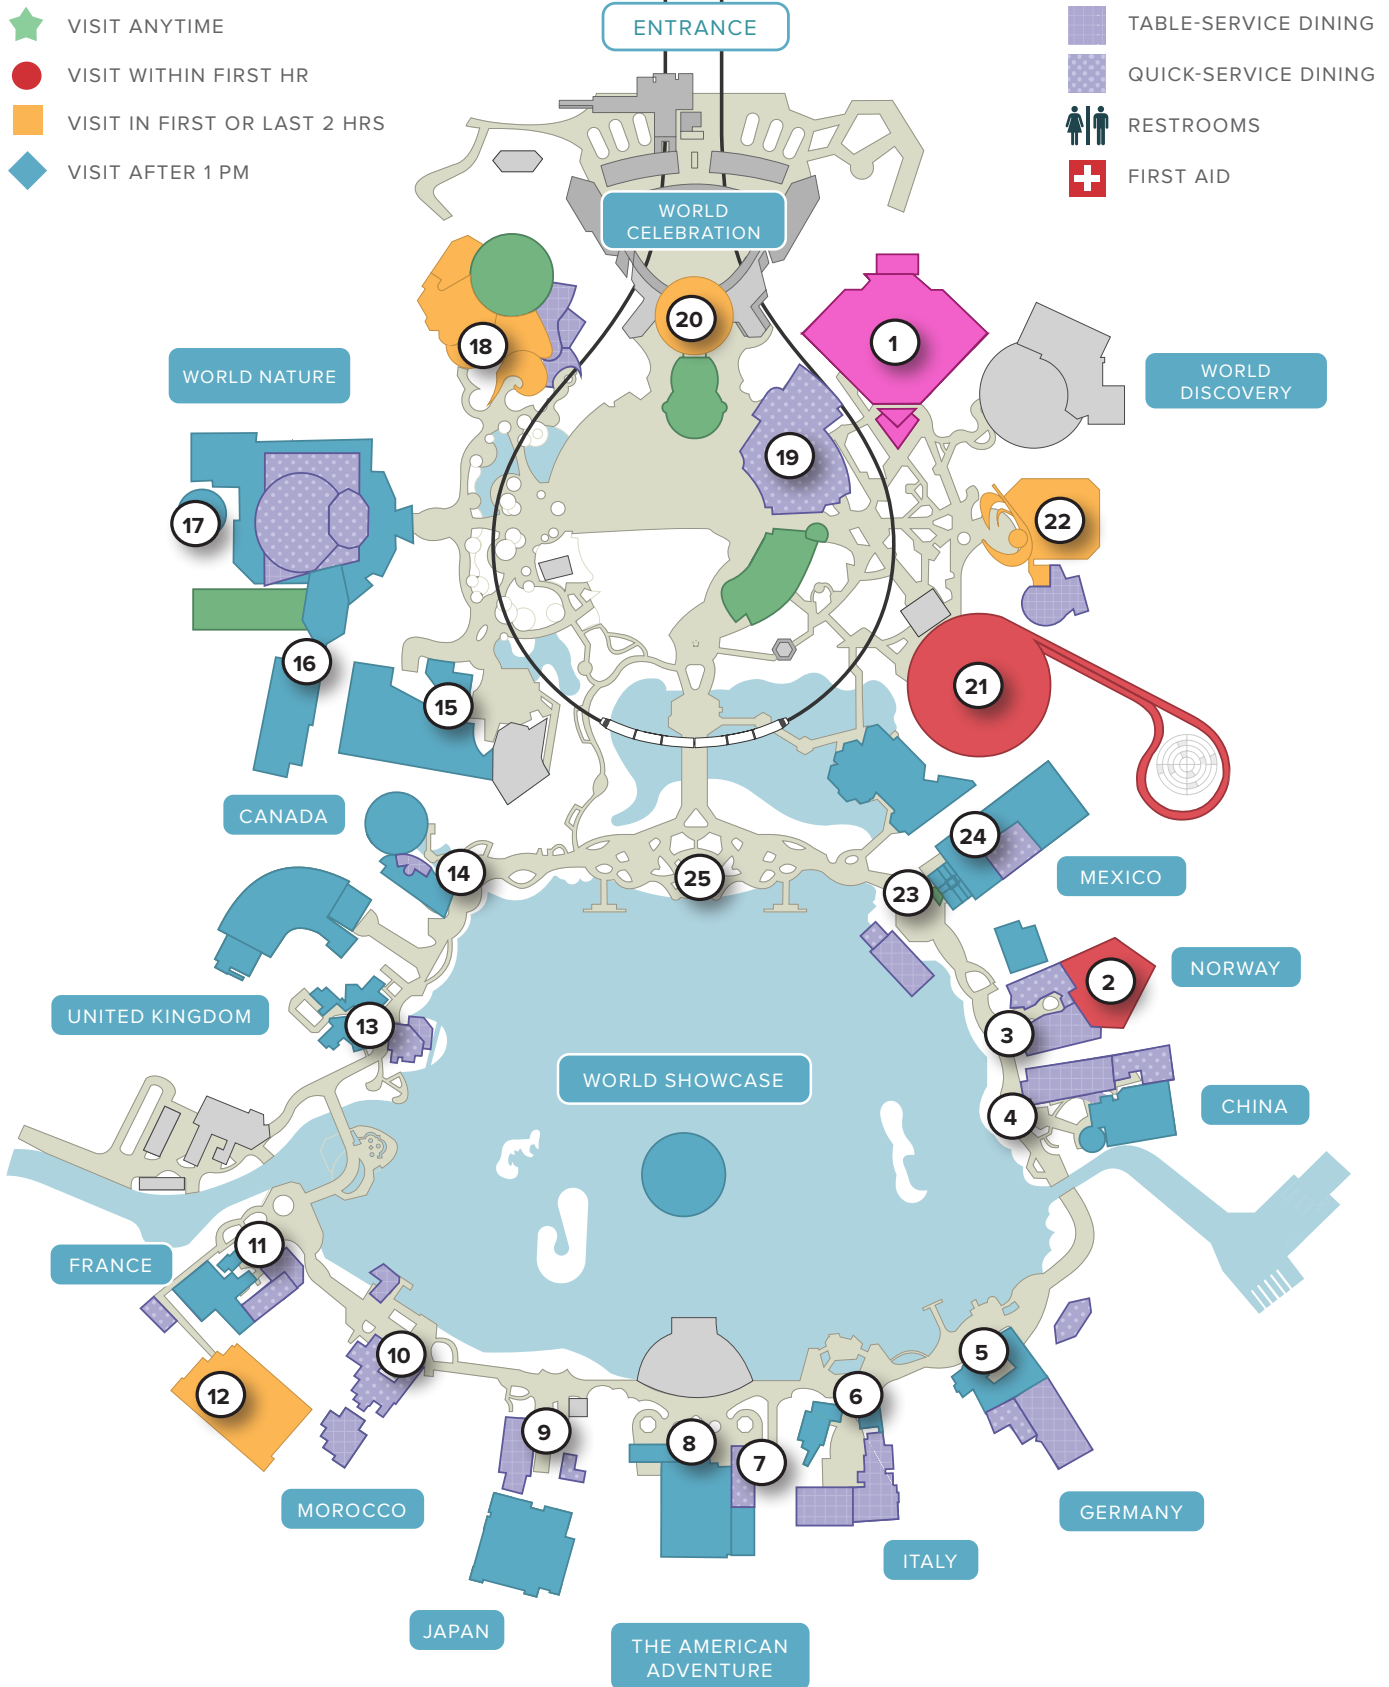 VISIT ANYTIME
VISIT WITHIN FIRST HR
VISIT IN FIRST OR LAST 2 HRS
VISIT AFTER 1 PM
ENTRANCE
TABLE-SERVICE DINING
QUICK-SERVICE DINING
RESTROOMS
FIRST AID
WORLD
CELEBRATION
20
1
18
WORLD NATURE
WORLD
DISCOVERY
19
17
22
16
21
15
CANADA
24
14
25
23
MEXICO
2
NORWAY
UNITED KINGDOM
13
3
WORLD SHOWCASE
4
CHINA
11
FRANCE
10
5
12
6
9
8
7
MOROCCO
GERMANY
ITALY
JAPAN
THE AMERICAN
ADVENTURE